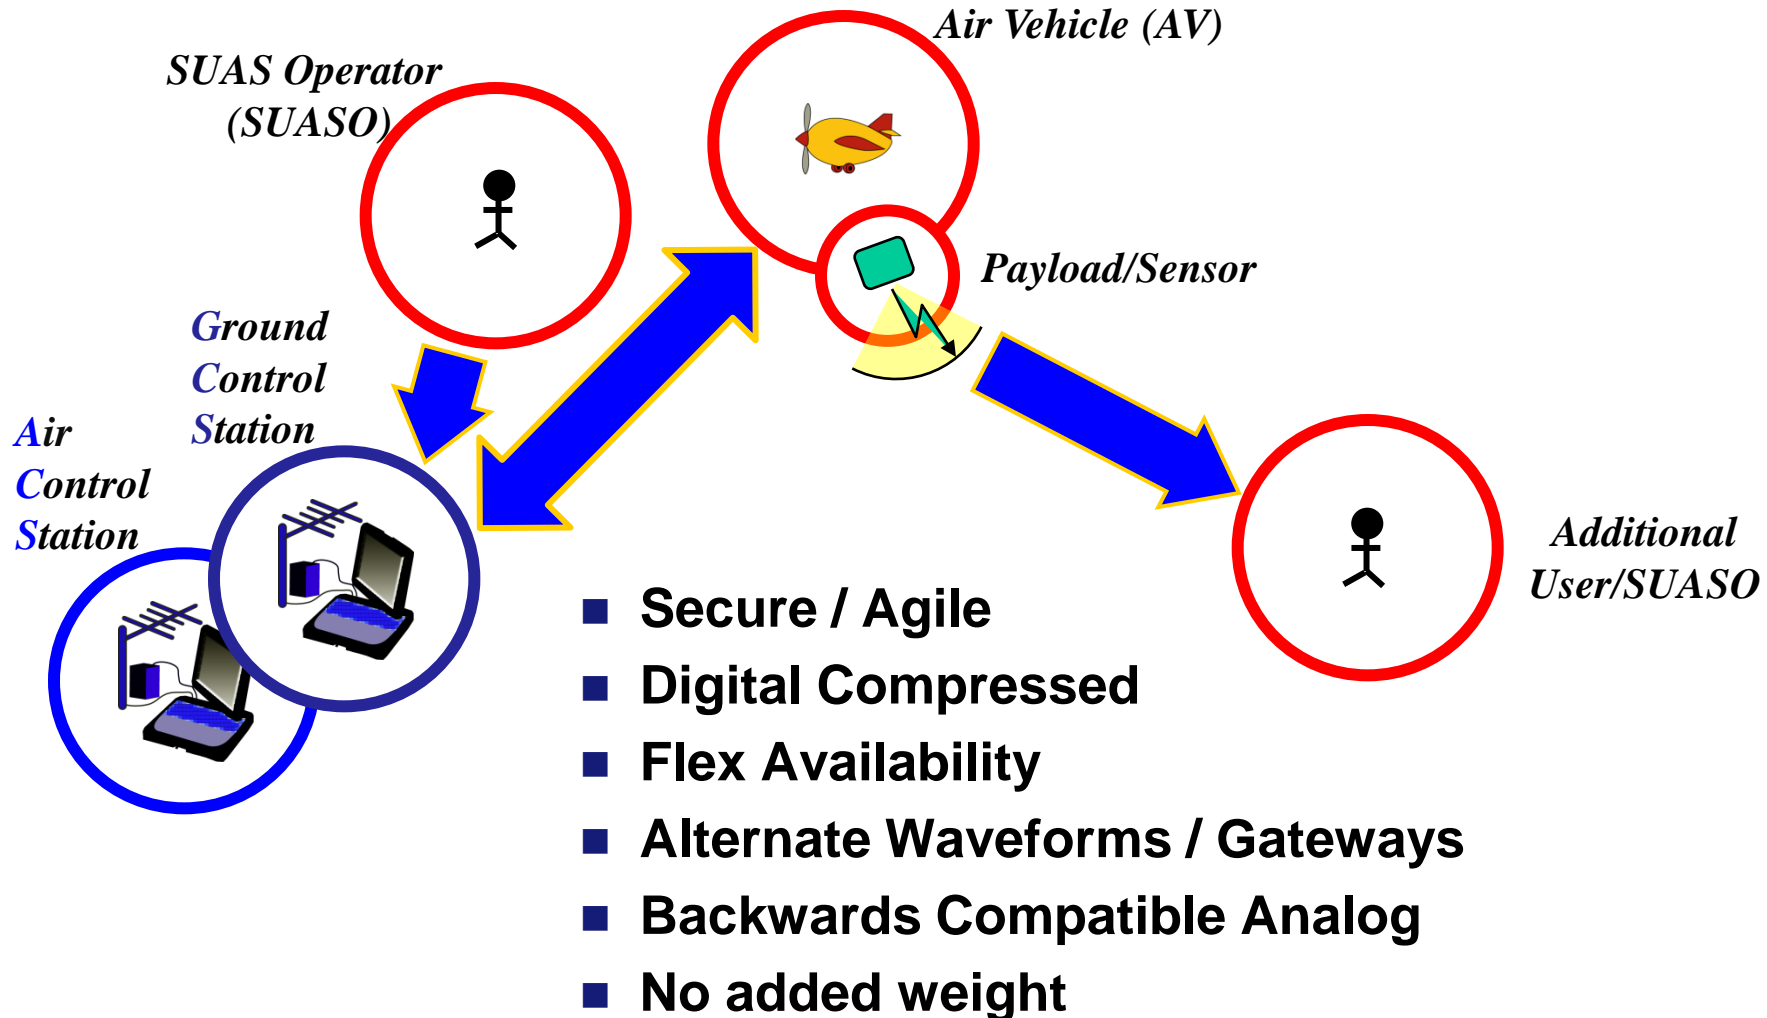 Air Vehicle (AV)
SUAS Operator
(SUASO)
Payload/Sensor
Ground
Control
Station
Air
Control
Station
Additional
User/SUASO
Secure / Agile
Digital Compressed
Flex Availability
Alternate Waveforms / Gateways
Backwards Compatible Analog
No added weight